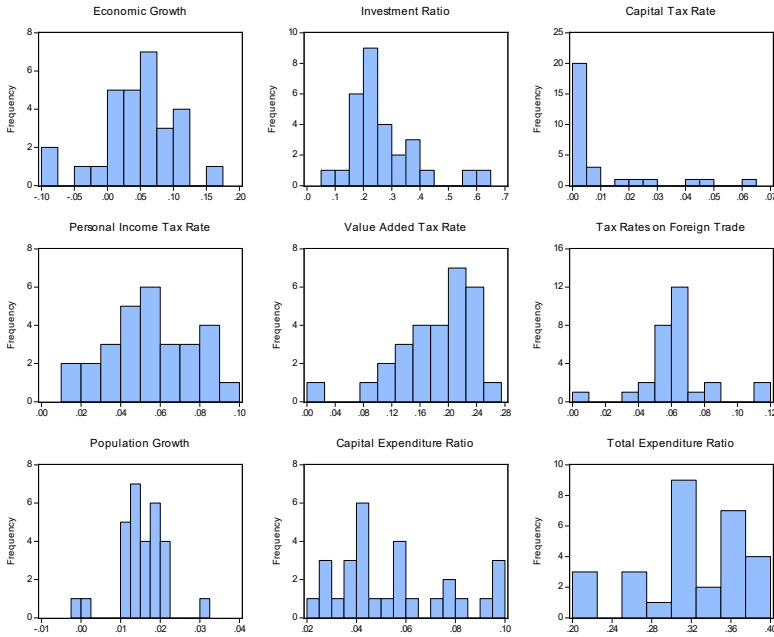 Economic Growth
8
6
4
2
0
Frequency
-.10 -.05 .00 .05 .10 .15 .20
Investment Ratio
10
8
6
4
2
0
Frequency
.0 .1 .2 .3 .4 .5 .6 .7
Capital Tax Rate
25
20
15
10
5
0
Frequency
.00 .01 .02 .03 .04 .05 .06 .07
Personal Income Tax Rate
8
6
4
2
0
Frequency
.00 .02 .04 .06 .08 .10
Value Added Tax Rate
8
6
4
2
0
Frequency
.00 .04 .08 .12 .16 .20 .24 .28
Tax Rates on Foreign Trade
16
12
8
4
0
Frequency
.00 .02 .04 .06 .08 .10 .12
Population Growth
8
6
4
2
0
Frequency
-.01 .00 .01 .02 .03 .04
Capital Expenditure Ratio
8
6
4
2
0
Frequency
.02 .04 .06 .08 .10
Total Expenditure Ratio
10
8
6
4
2
0
Frequency
.20 .24 .28 .32 .36 .40